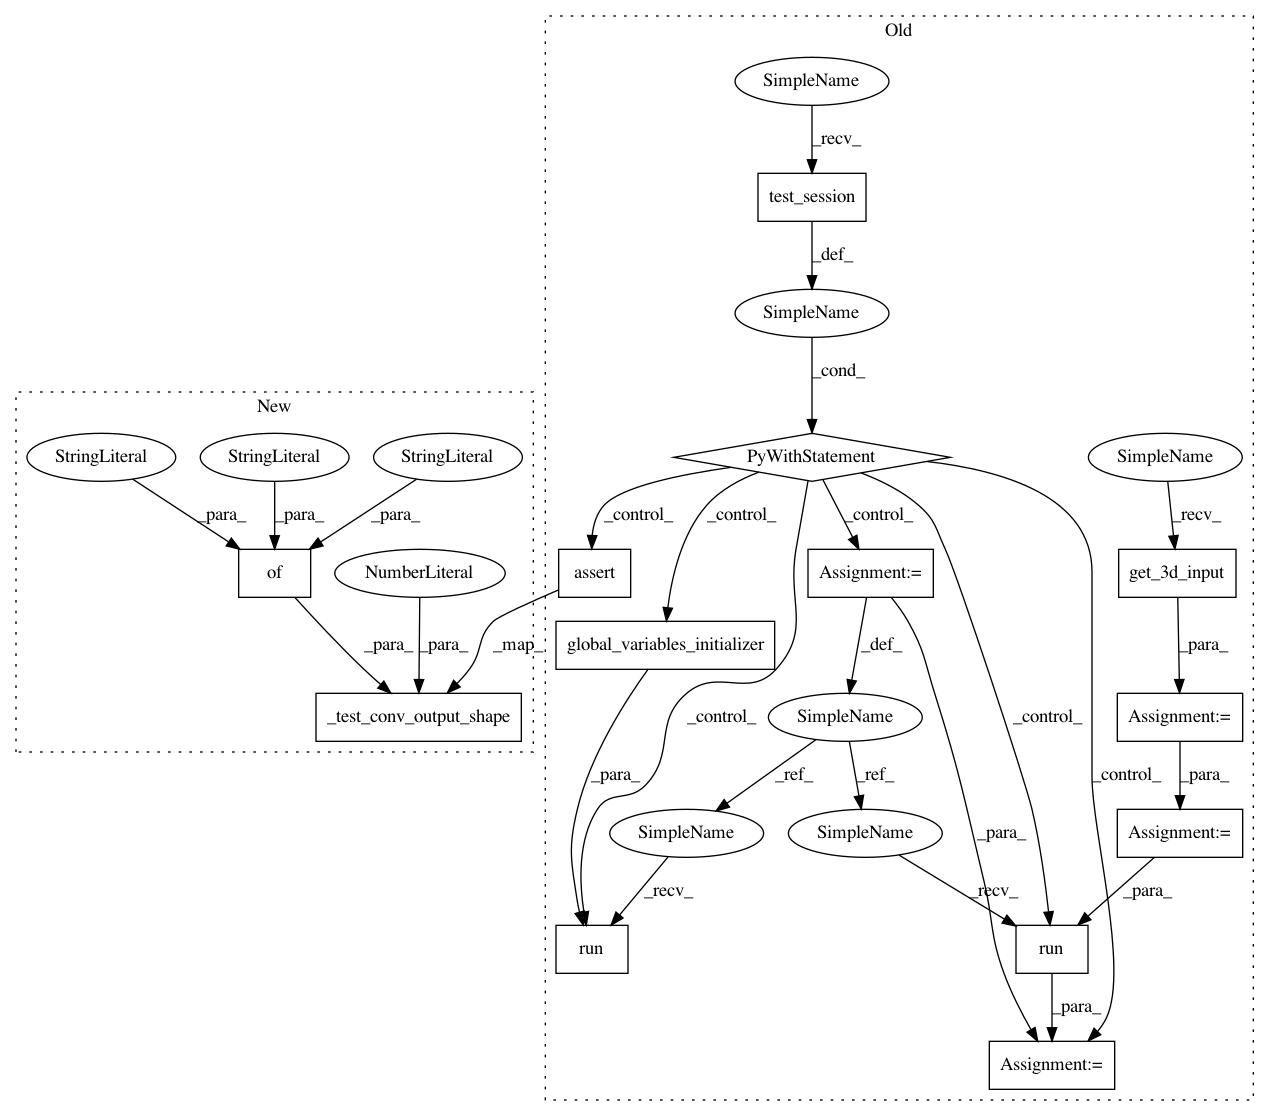 Old
SimpleName
_recv_
test_session
_def_
SimpleName
_cond_
New
StringLiteral
StringLiteral
StringLiteral
PyWithStatement
SimpleName
_para_
_para_
_para_
_control_
_control_
_control_
_recv_
of
NumberLiteral
assert
Assignment:=
get_3d_input
_para_
_para_
_map_
global_variables_initializer
_def_
_para_
_test_conv_output_shape
_control_
SimpleName
_control_
Assignment:=
_para_
_ref_
_ref_
_control_
_para_
SimpleName
SimpleName
_para_
Assignment:=
_recv_
_recv_
_para_
run
run
_para_
Assignment:=